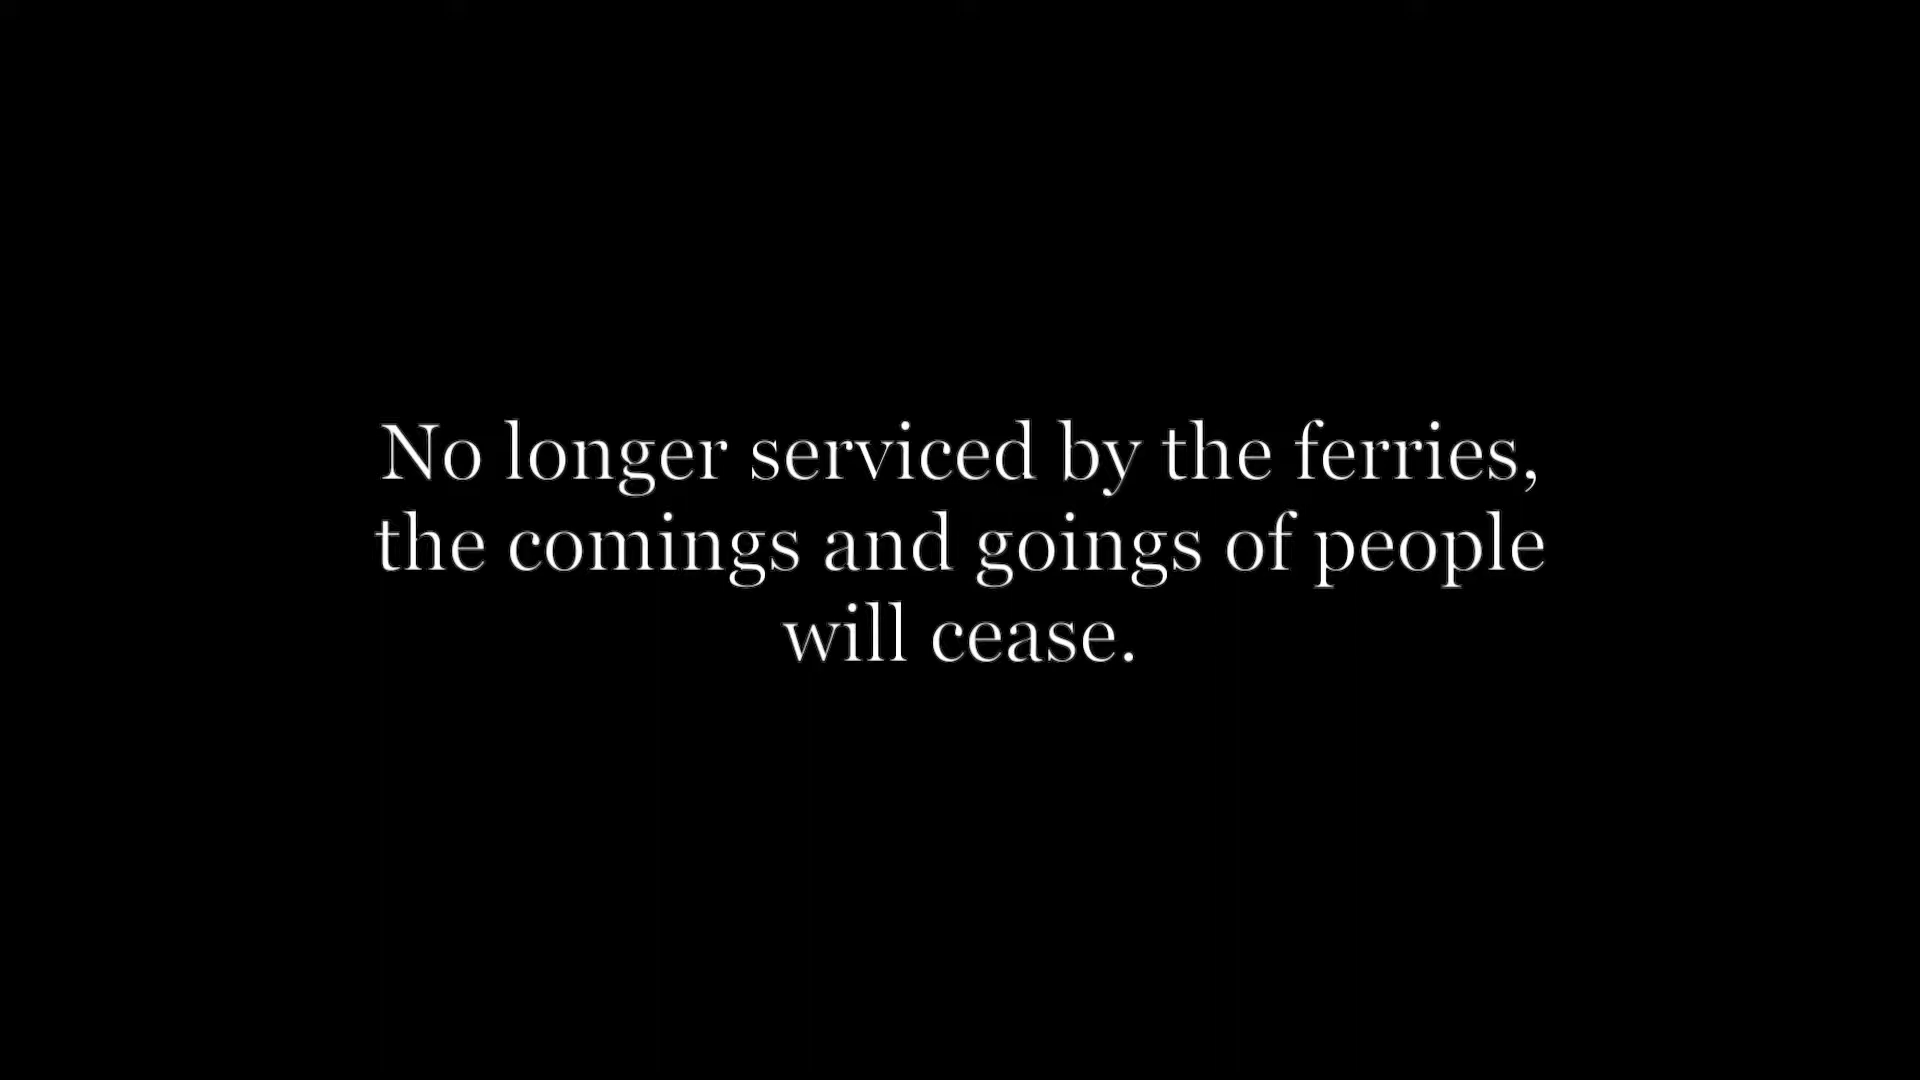 No longer serviced by the ferries,
the comings and goings of people
will cease.